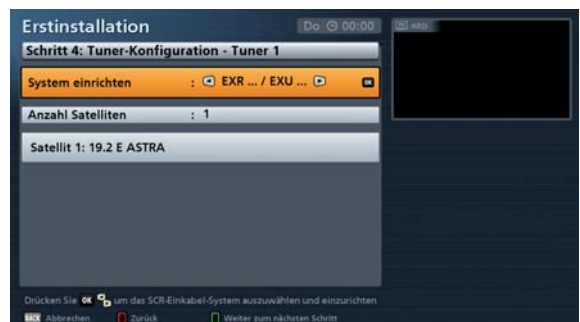 Erstinstallation
Do 00:00
TV ARD
Schritt 4: Tuner-Konfiguration - Tuner 1
System einrichten : EXR ... / EXU ... OK
Anzahl Satelliten : 1
Satellit 1: 19.2 E ASTRA
Drücken Sie OK um das SCR-Einkabel-System auszuwählen und einzurichten
BACK Abbrechen Zurück Weiter zum nächsten Schritt